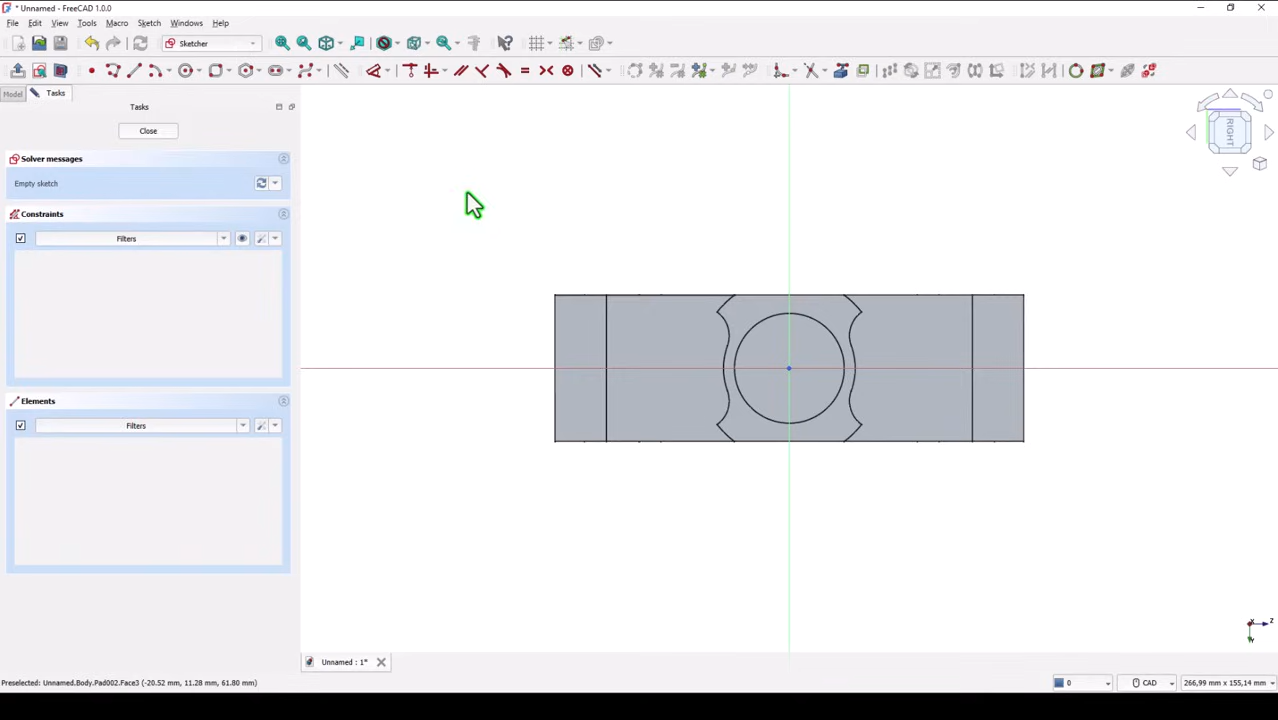 * Unnamed - FreeCAD 1.0.0
File Edit View Tools Macro Sketch Windows Help
Sketcher
Model Tasks
Tasks
Close
Solver messages
Empty sketch
Constraints
Filters
Elements
Filters
RIGHT
X
Z
Y
Unnamed : 1*
Preselected: Unnamed.Body.Pad002.Face3 (-20.52 mm, 11.28 mm, 61.80 mm)
0 CAD 266,99 mm x 155,14 mm